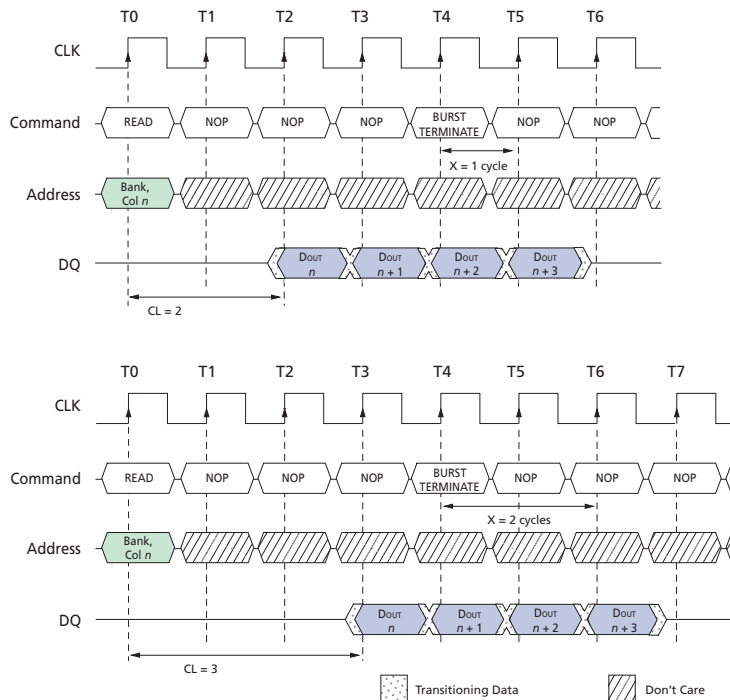 T0 T1 T2 T3 T4 T5 T6
CLK
Command READ NOP NOP NOP BURST TERMINATE NOP NOP
X = 1 cycle
Address Bank, Col n
DQ DOUT n DOUT n + 1 DOUT n + 2 DOUT n + 3
CL = 2
T0 T1 T2 T3 T4 T5 T6 T7
CLK
Command READ NOP NOP NOP BURST TERMINATE NOP NOP NOP
X = 2 cycles
Address Bank, Col n
DQ DOUT n DOUT n + 1 DOUT n + 2 DOUT n + 3
CL = 3
Transitioning Data Don't Care